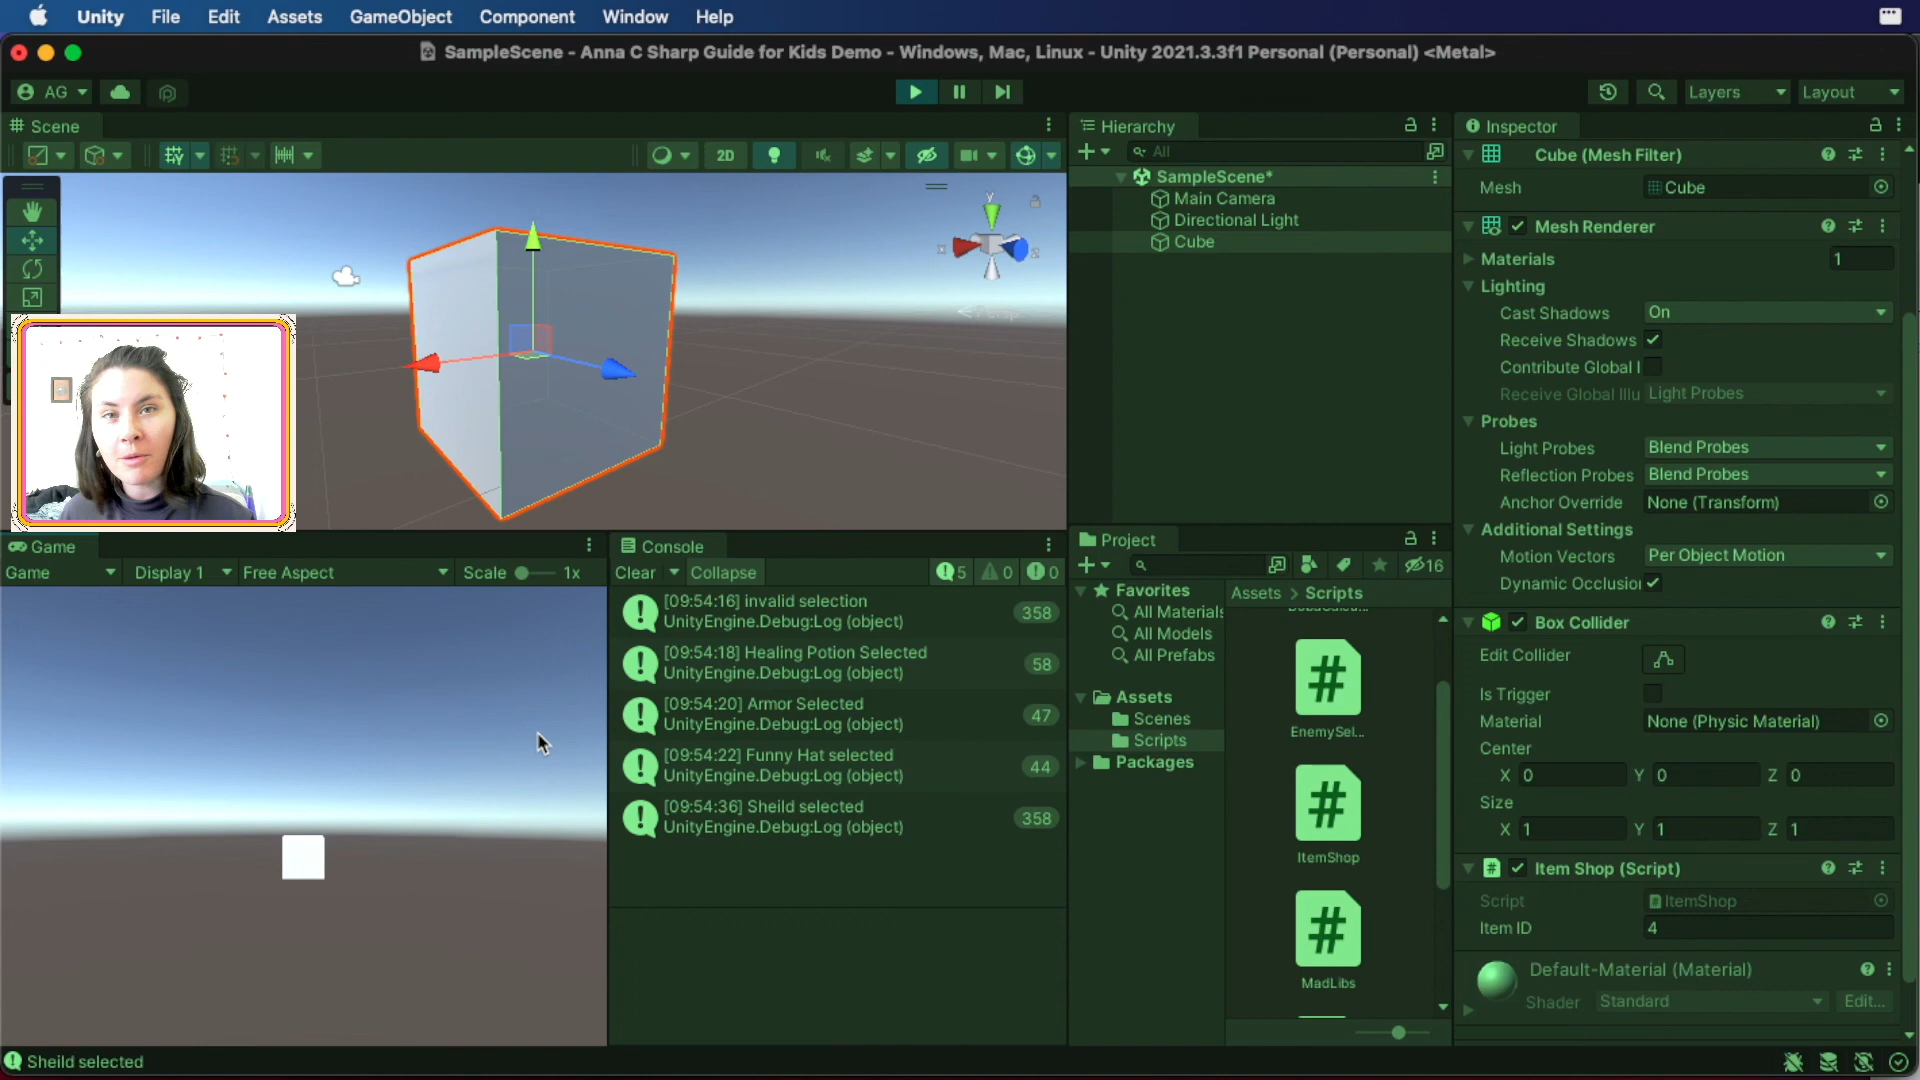 Unity File Edit Assets GameObject Component Window Help
SampleScene - Anna C Sharp Guide for Kids Demo - Windows, Mac, Linux - Unity 2021.3.3f1 Personal (Personal) <Metal>
AG
Layers
Layout
Scene
2D
y
x
z
Persp
Hierarchy
All
SampleScene*
Main Camera
Directional Light
Cube
Game
Game
Display 1
Free Aspect
Scale
1x
Console
Clear
Collapse
5
0
0
[09:54:16] invalid selection
UnityEngine.Debug:Log (object)
358
[09:54:18] Healing Potion Selected
UnityEngine.Debug:Log (object)
58
[09:54:20] Armor Selected
UnityEngine.Debug:Log (object)
47
[09:54:22] Funny Hat selected
UnityEngine.Debug:Log (object)
44
[09:54:36] Sheild selected
UnityEngine.Debug:Log (object)
358
Project
16
Favorites
All Materials
All Models
All Prefabs
Assets
Scenes
Scripts
Packages
Assets > Scripts
EnemySel...
ItemShop
MadLibs
Inspector
Cube (Mesh Filter)
Mesh
Cube
Mesh Renderer
Materials
1
Lighting
Cast Shadows
On
Receive Shadows
Contribute Global I
Receive Global Illu
Light Probes
Probes
Light Probes
Blend Probes
Reflection Probes
Blend Probes
Anchor Override
None (Transform)
Additional Settings
Motion Vectors
Per Object Motion
Dynamic Occlusion
Box Collider
Edit Collider
Is Trigger
Material
None (Physic Material)
Center
X 0 Y 0 Z 0
Size
X 1 Y 1 Z 1
Item Shop (Script)
Script
ItemShop
Item ID
4
Default-Material (Material)
Shader
Standard
Edit...
Sheild selected